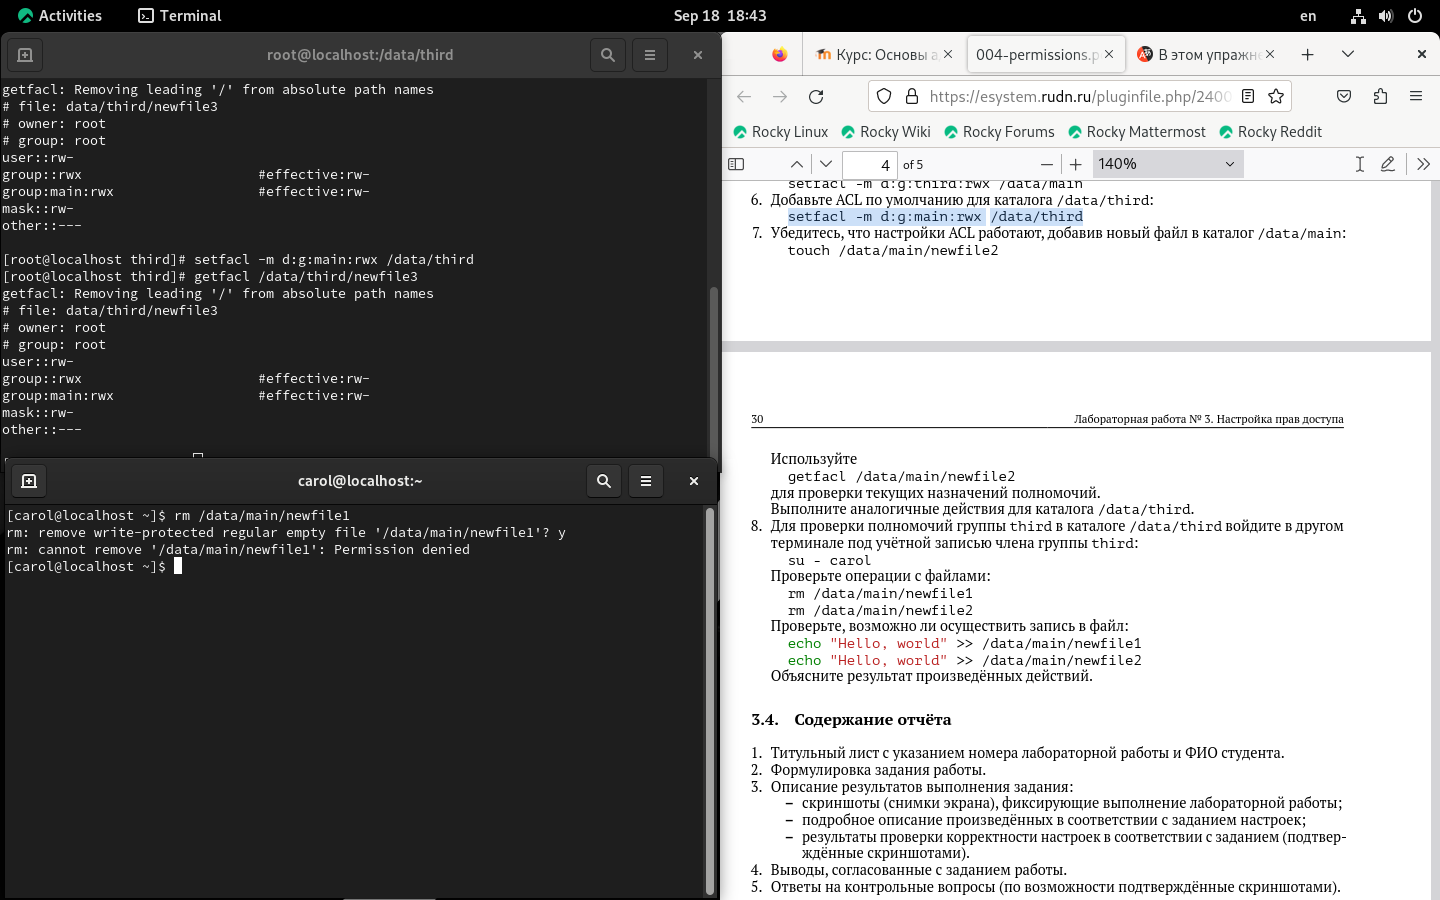 Activities
Terminal
Sep 18 18:43
en
root@localhost:/data/third
getfacl: Removing leading '/' from absolute path names
# file: data/third/newfile3
# owner: root
# group: root
user::rw-
group::rwx #effective:rw-
group:main:rwx #effective:rw-
mask::rw-
other::---
[root@localhost third]# setfacl -m d:g:main:rwx /data/third
[root@localhost third]# getfacl /data/third/newfile3
getfacl: Removing leading '/' from absolute path names
# file: data/third/newfile3
# owner: root
# group: root
user::rw-
group::rwx #effective:rw-
group:main:rwx #effective:rw-
mask::rw-
other::---
carol@localhost:~
[carol@localhost ~]$ rm /data/main/newfile1
rm: remove write-protected regular empty file '/data/main/newfile1'? y
rm: cannot remove '/data/main/newfile1': Permission denied
[carol@localhost ~]$
Курс: Основы а
004-permissions.p
В этом упражне
https://esystem.rudn.ru/pluginfile.php/2400
Rocky Linux
Rocky Wiki
Rocky Forums
Rocky Mattermost
Rocky Reddit
4 of 5
140%
setfacl -m d:g:third:rwx /data/main
6. Добавьте ACL по умолчанию для каталога /data/third:
setfacl -m d:g:main:rwx /data/third
7. Убедитесь, что настройки ACL работают, добавив новый файл в каталог /data/main:
touch /data/main/newfile2
30 Лабораторная работа № 3. Настройка прав доступа
Используйте
getfacl /data/main/newfile2
для проверки текущих назначений полномочий.
Выполните аналогичные действия для каталога /data/third.
8. Для проверки полномочий группы third в каталоге /data/third войдите в другом
терминале под учётной записью члена группы third:
su - carol
Проверьте операции с файлами:
rm /data/main/newfile1
rm /data/main/newfile2
Проверьте, возможно ли осуществить запись в файл:
echo "Hello, world" >> /data/main/newfile1
echo "Hello, world" >> /data/main/newfile2
Объясните результат произведённых действий.
3.4. Содержание отчёта
1. Титульный лист с указанием номера лабораторной работы и ФИО студента.
2. Формулировка задания работы.
3. Описание результатов выполнения задания:
– скриншоты (снимки экрана), фиксирующие выполнение лабораторной работы;
– подробное описание произведённых в соответствии с заданием настроек;
– результаты проверки корректности настроек в соответствии с заданием (подтвер-
ждённые скриншотами).
4. Выводы, согласованные с заданием работы.
5. Ответы на контрольные вопросы (по возможности подтверждённые скриншотами).